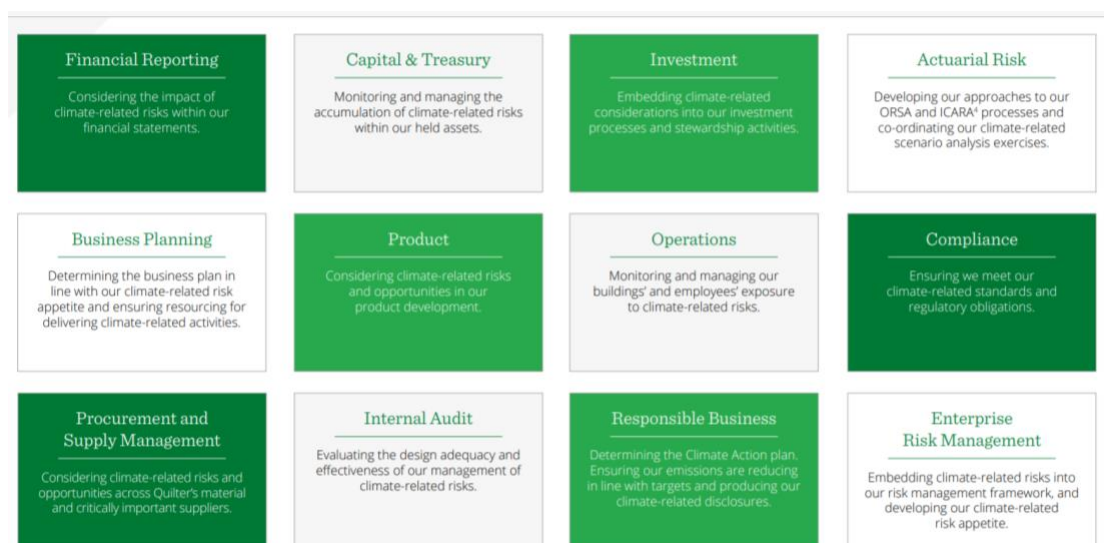 Financial Reporting
Considering the impact of
climate-related risks within our
financial statements.
Capital & Treasury
Monitoring and managing the
accumulation of climate-related risks
within our held assets.
Investment
Embedding climate-related
considerations into our investment
processes and stewardship activities.
Actuarial Risk
Developing our approaches to our
ORSA and ICARA⁴ processes and
co-ordinating our climate-related
scenario analysis exercises.
Business Planning
Determining the business plan in
line with our climate-related risk
appetite and ensuring resourcing for
delivering climate-related activities.
Product
Considering climate-related risks
and opportunities in our
product development.
Operations
Monitoring and managing our
buildings’ and employees’ exposure
to climate-related risks.
Compliance
Ensuring we meet our
climate-related standards and
regulatory obligations.
Procurement and
Supply Management
Considering climate-related risks and
opportunities across Quilter’s material
and critically important suppliers.
Internal Audit
Evaluating the design adequacy and
effectiveness of our management of
climate-related risks.
Responsible Business
Determining the Climate Action plan.
Ensuring our emissions are reducing
in line with targets and producing our
climate-related disclosures.
Enterprise
Risk Management
Embedding climate-related risks into
our risk management framework, and
developing our climate-related
risk appetite.